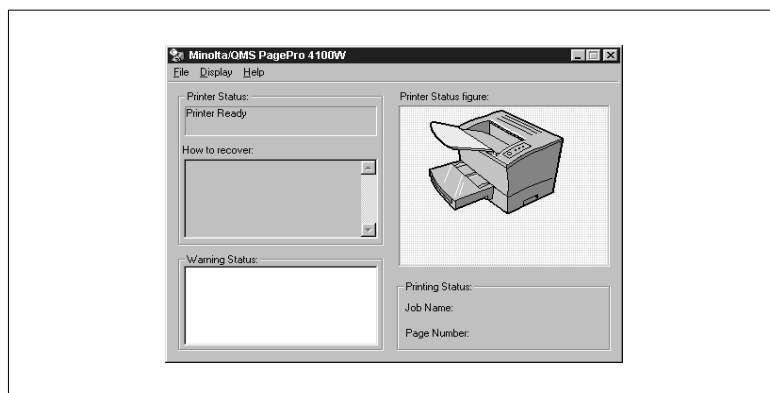 Minolta/QMS PagePro 4100W
File Display Help
Printer Status:
Printer Ready
How to recover:
Warning Status:
Printer Status figure:
Printing Status:
Job Name:
Page Number: